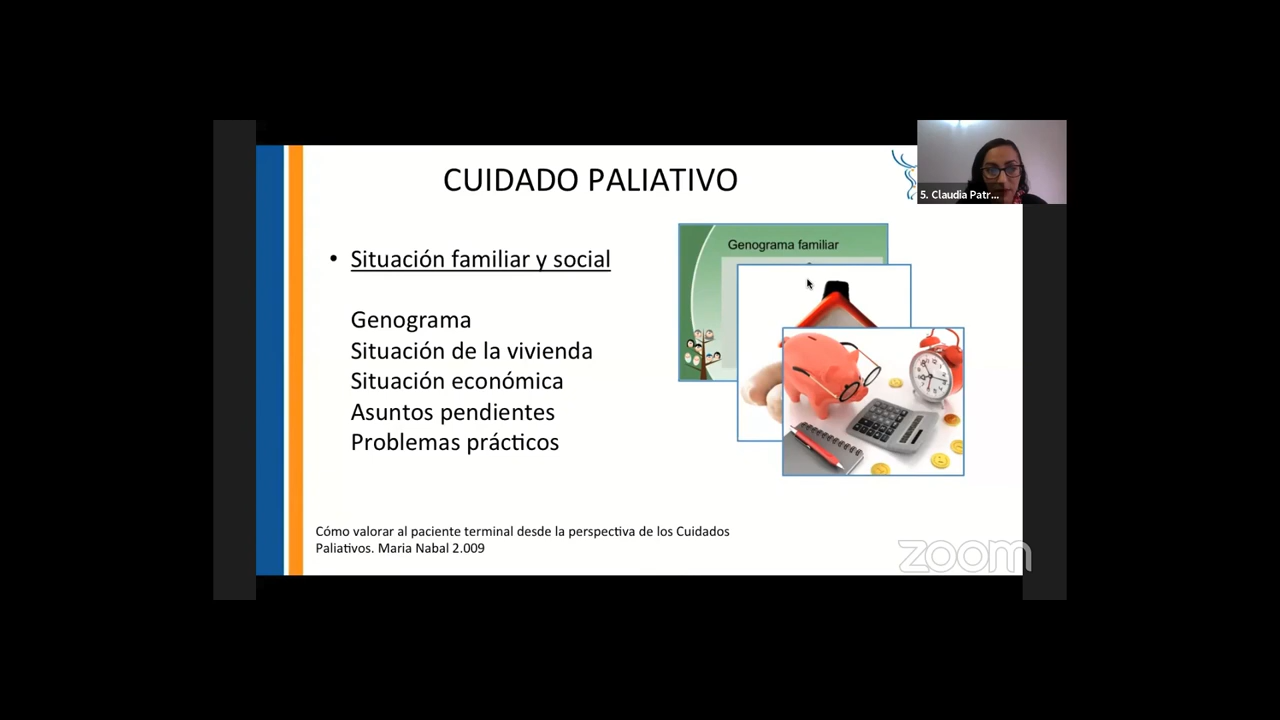 CUIDADO PALIATIVO
5. Claudia Patr...
Genograma familiar
• Situación familiar y social
Genograma
Situación de la vivienda
Situación económica
Asuntos pendientes
Problemas prácticos
Cómo valorar al paciente terminal desde la perspectiva de los Cuidados
Paliativos. Maria Nabal 2.009
zoom